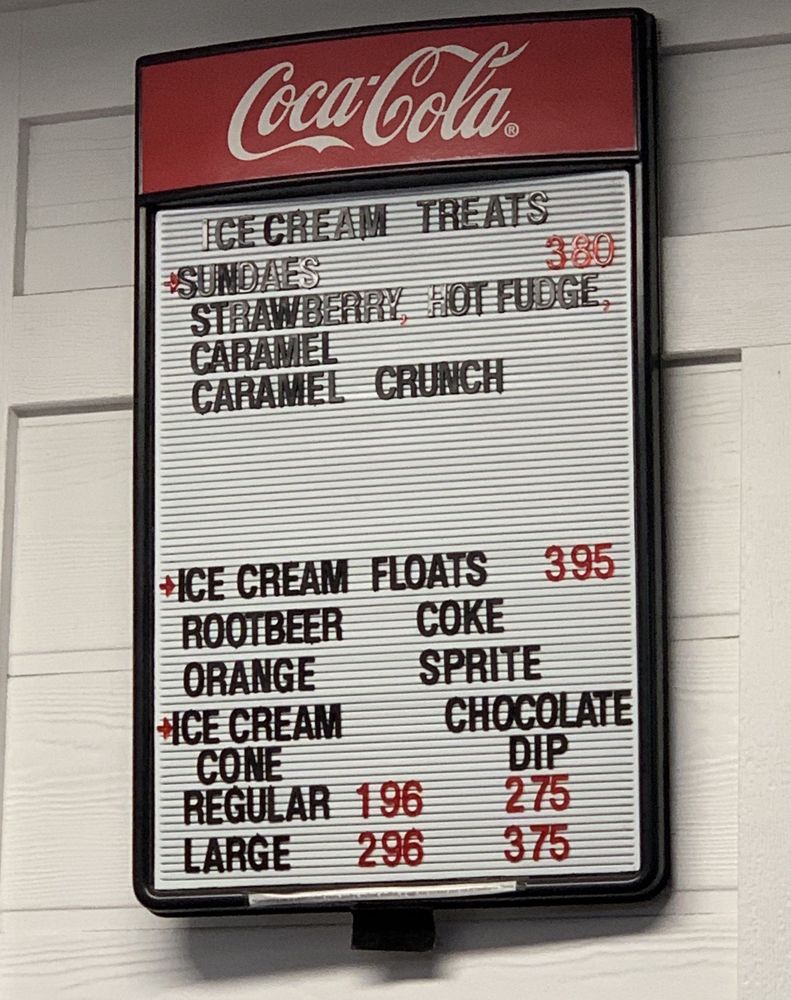 Coca-Cola®
ICE CREAM TREATS
SUNDAES 380
STRAWBERRY, HOT FUDGE,
CARAMEL
CARAMEL CRUNCH
ICE CREAM FLOATS 395
ROOTBEER COKE
ORANGE SPRITE
ICE CREAM CHOCOLATE
CONE DIP
REGULAR 196 275
LARGE 296 375